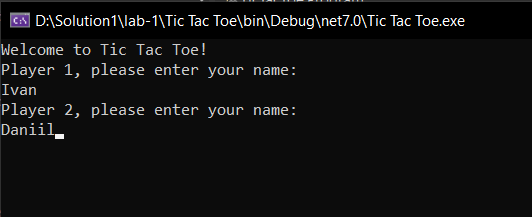 D:\Solution1\lab-1\Tic Tac Toe\bin\Debug\net7.0\Tic Tac Toe.exe
Welcome to Tic Tac Toe!
Player 1, please enter your name:
Ivan
Player 2, please enter your name:
Daniil